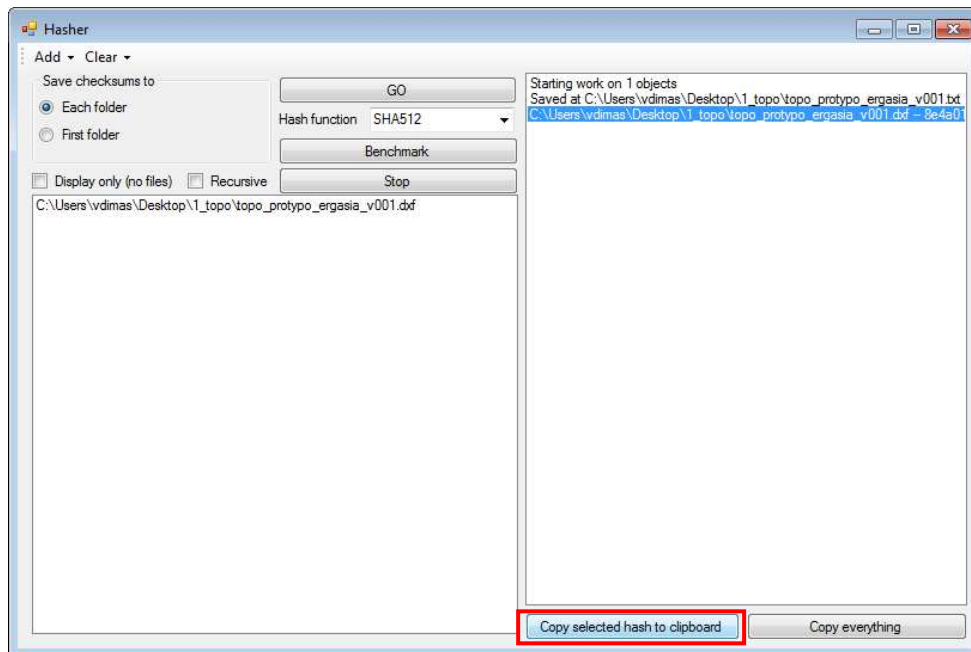 Hasher
Add Clear
Save checksums to
Each folder
First folder
GO
Hash function SHA512
Benchmark
Display only (no files) Recursive
Stop
C:\Users\vdimas\Desktop\1_topo\topo_protypo_ergasia_v001.dxf
Starting work on 1 objects
Saved at C:\Users\vdimas\Desktop\1_topo\topo_protypo_ergasia_v001.txt
C:\Users\vdimas\Desktop\1_topo\topo_protypo_ergasia_v001.dxf -- 8e4a01
Copy selected hash to clipboard
Copy everything